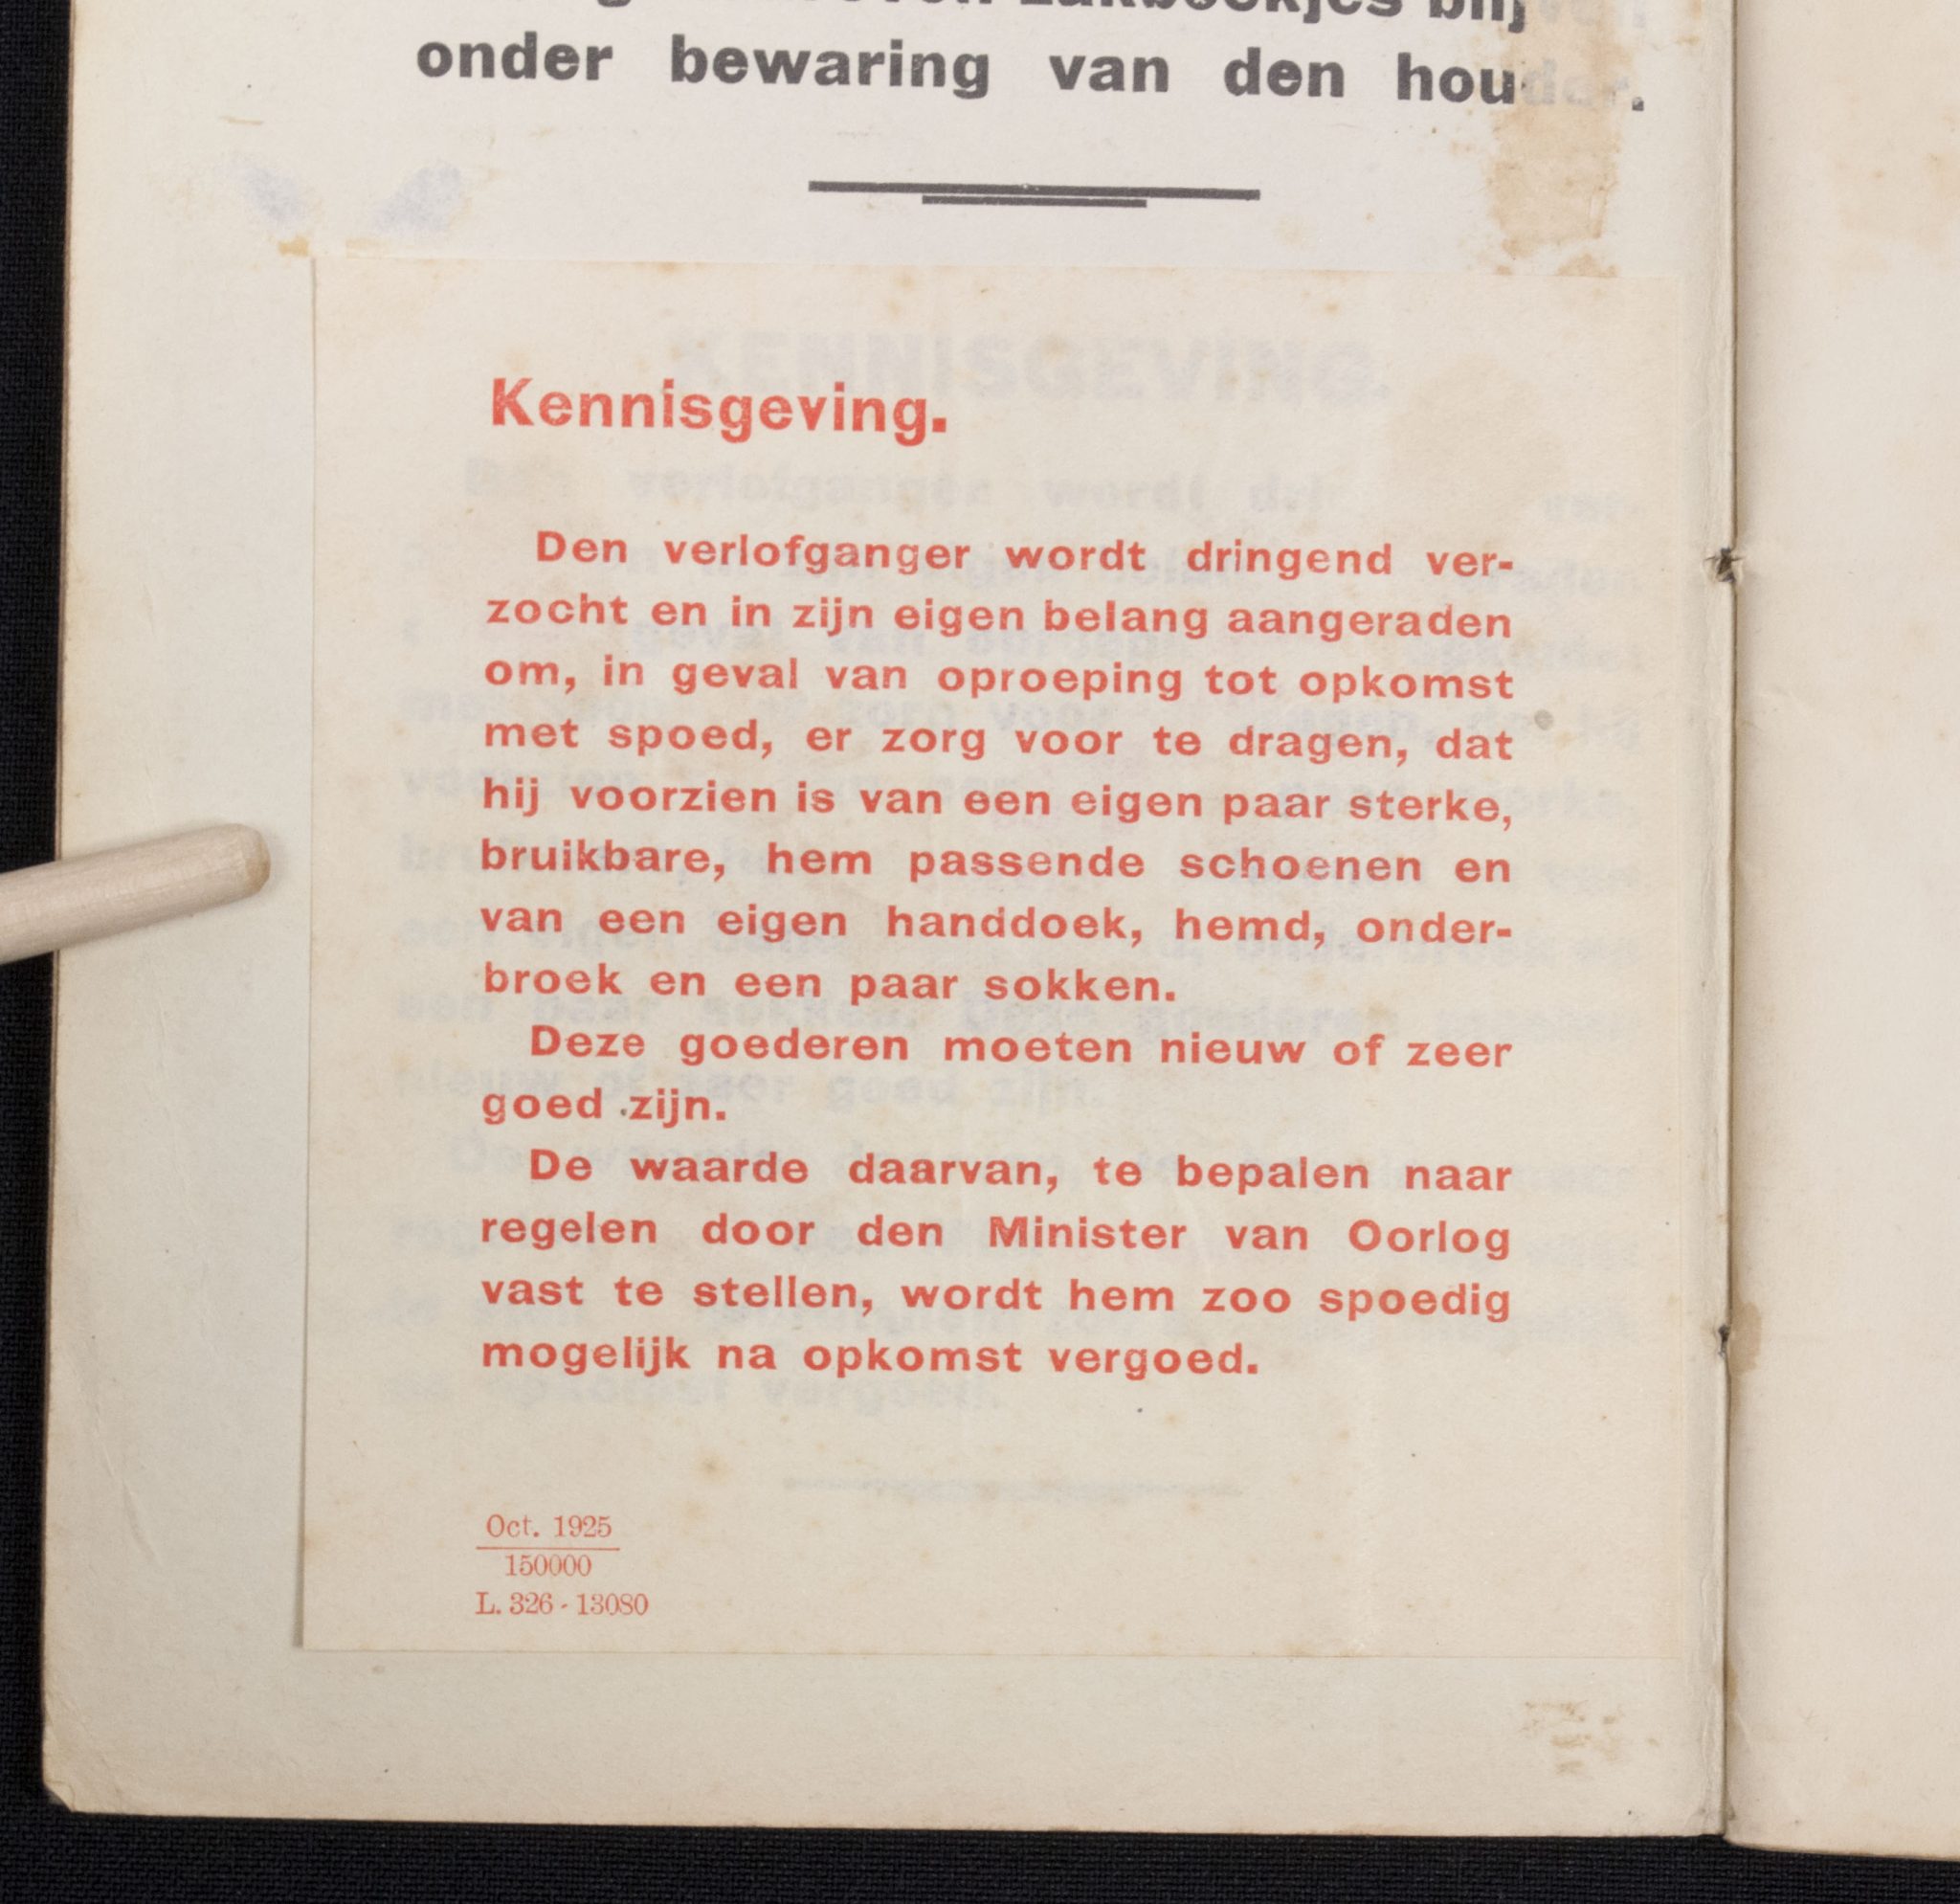 zakboekjes
onder bewaring van den houder.
Kennisgeving.
KENNISGEVING.
Den verlofganger wordt dringend ver-
zocht en in zijn eigen belang aangeraden
om, in geval van oproeping tot opkomst
met spoed, er zorg voor te dragen, dat
hij voorzien is van een eigen paar sterke,
bruikbare, hem passende schoenen en
van een eigen handdoek, hemd, onder-
broek en een paar sokken.
Deze goederen moeten nieuw of zeer
goed zijn.
De waarde daarvan, te bepalen naar
regelen door den Minister van Oorlog
vast te stellen, wordt hem zoo spoedig
mogelijk na opkomst vergoed.
Oct. 1925
150000
L. 326 - 13080